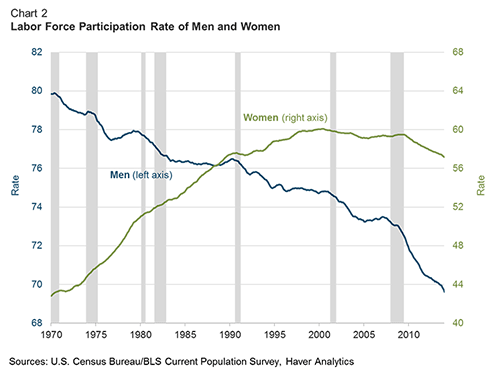 Chart 2
Labor Force Participation Rate of Men and Women
82
80
78
76
74
72
70
68
Rate
68
64
60
56
52
48
44
40
Rate
Women (right axis)
Men (left axis)
1970 1975 1980 1985 1990 1995 2000 2005 2010
Sources: U.S. Census Bureau/BLS Current Population Survey, Haver Analytics